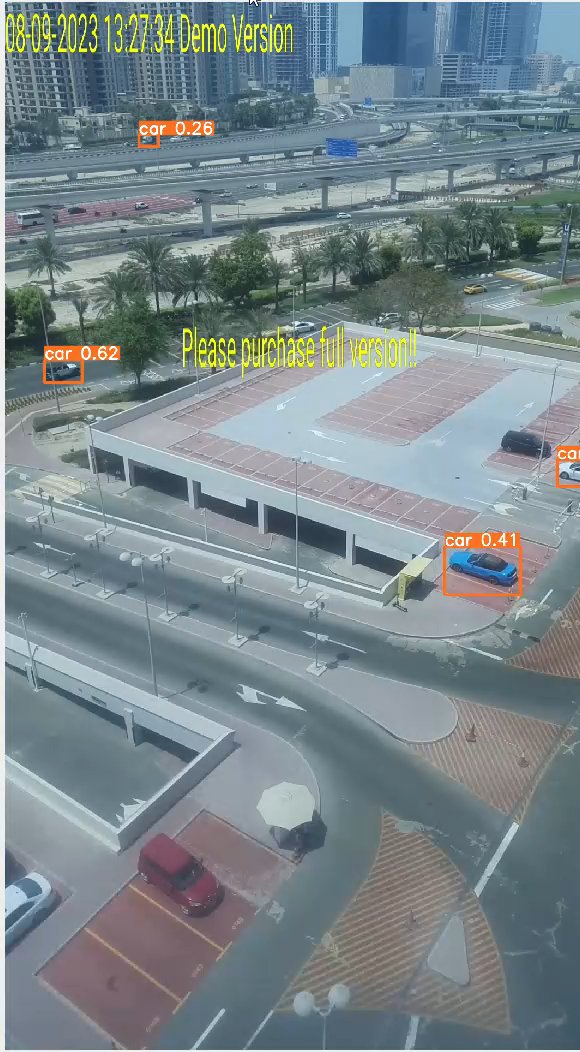 08-09-2023 13:27:34 Demo Version
car 0.26
Please purchase full version!!
car 0.62
car
car 0.41